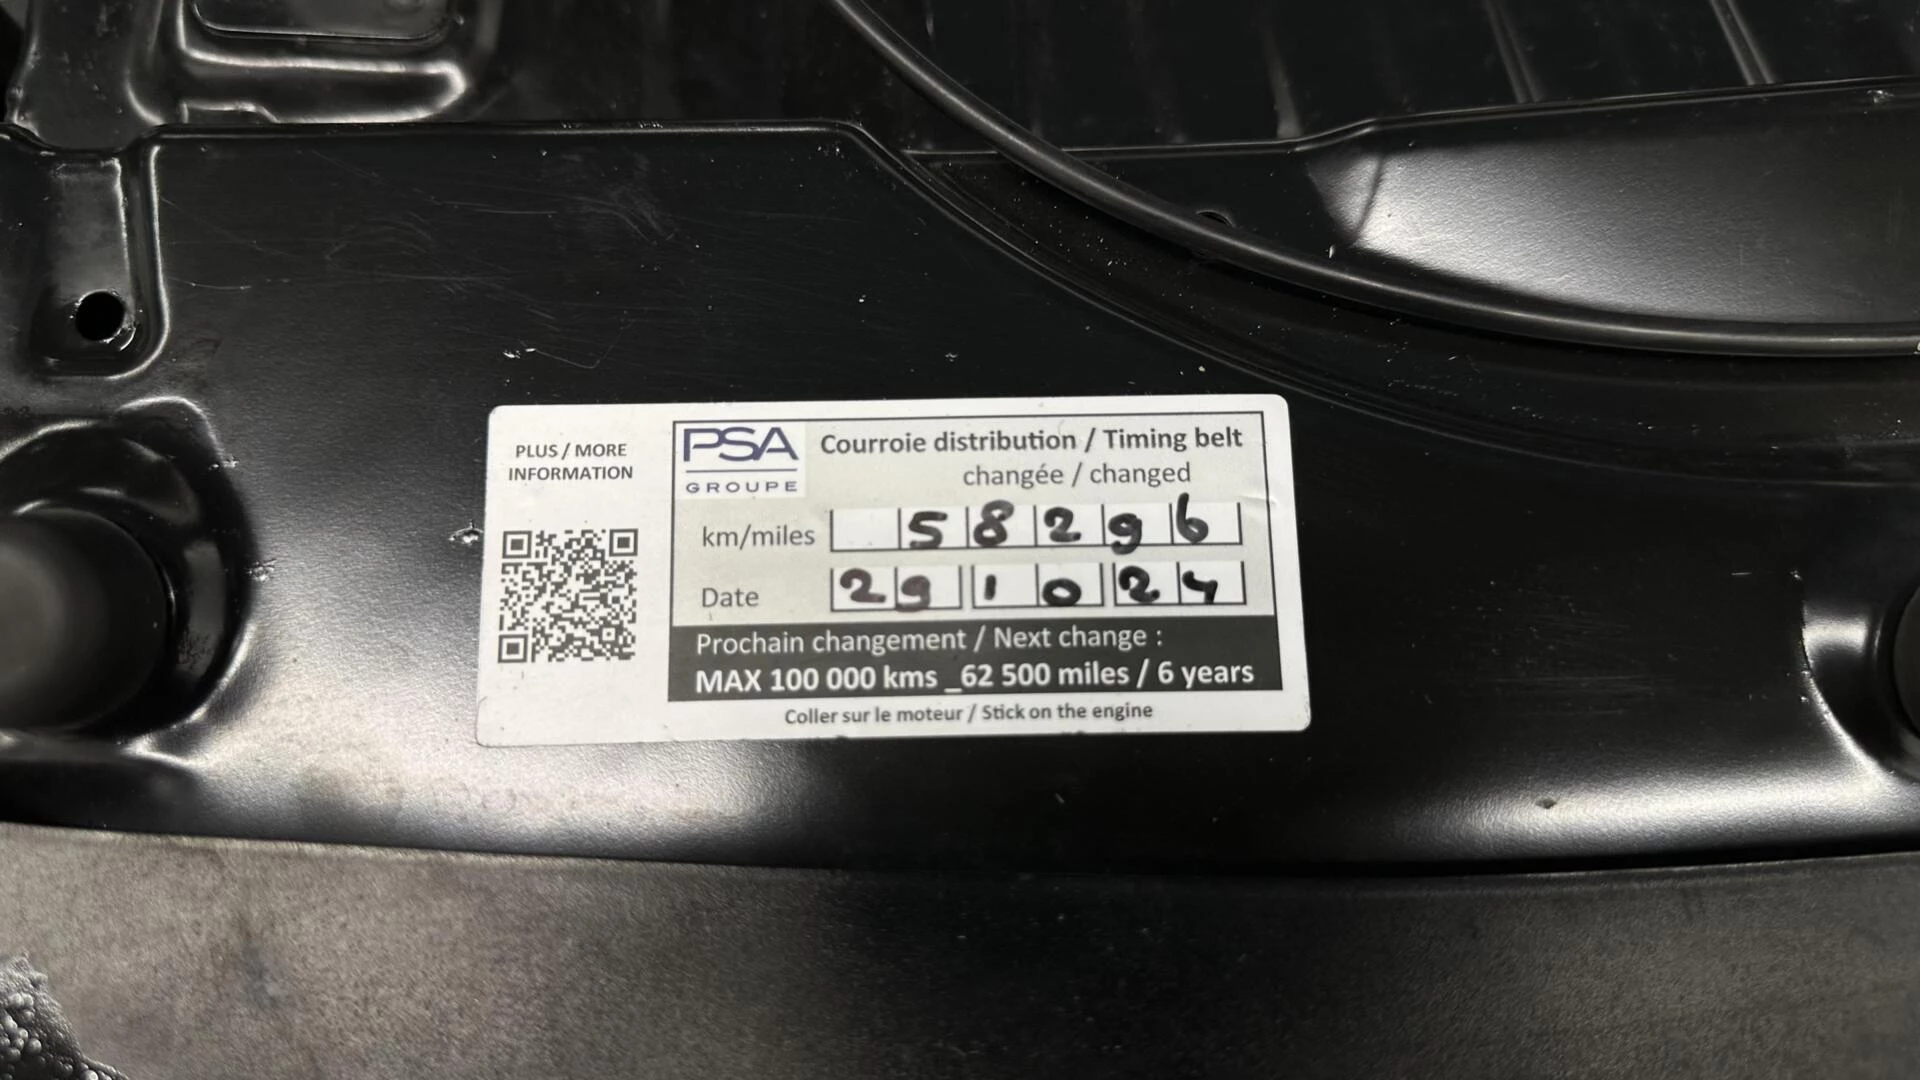 PLUS / MORE
INFORMATION
PSA
GROUPE
Courroie distribution / Timing belt
changée / changed
km/miles 58296
Date 29 10 24
Prochain changement / Next change :
MAX 100 000 kms _62 500 miles / 6 years
Coller sur le moteur / Stick on the engine